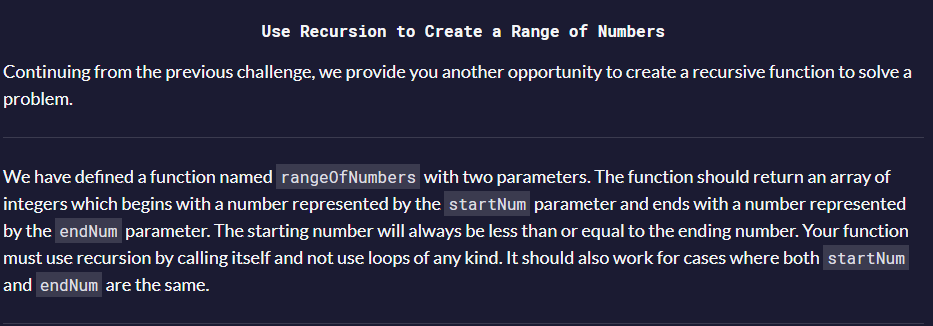 Use Recursion to Create a Range of Numbers
Continuing from the previous challenge, we provide you another opportunity to create a recursive function to solve a
problem.
We have defined a function named rangeOfNumbers with two parameters. The function should return an array of
integers which begins with a number represented by the startNum parameter and ends with a number represented
by the endNum parameter. The starting number will always be less than or equal to the ending number. Your function
must use recursion by calling itself and not use loops of any kind. It should also work for cases where both startNum
and endNum are the same.